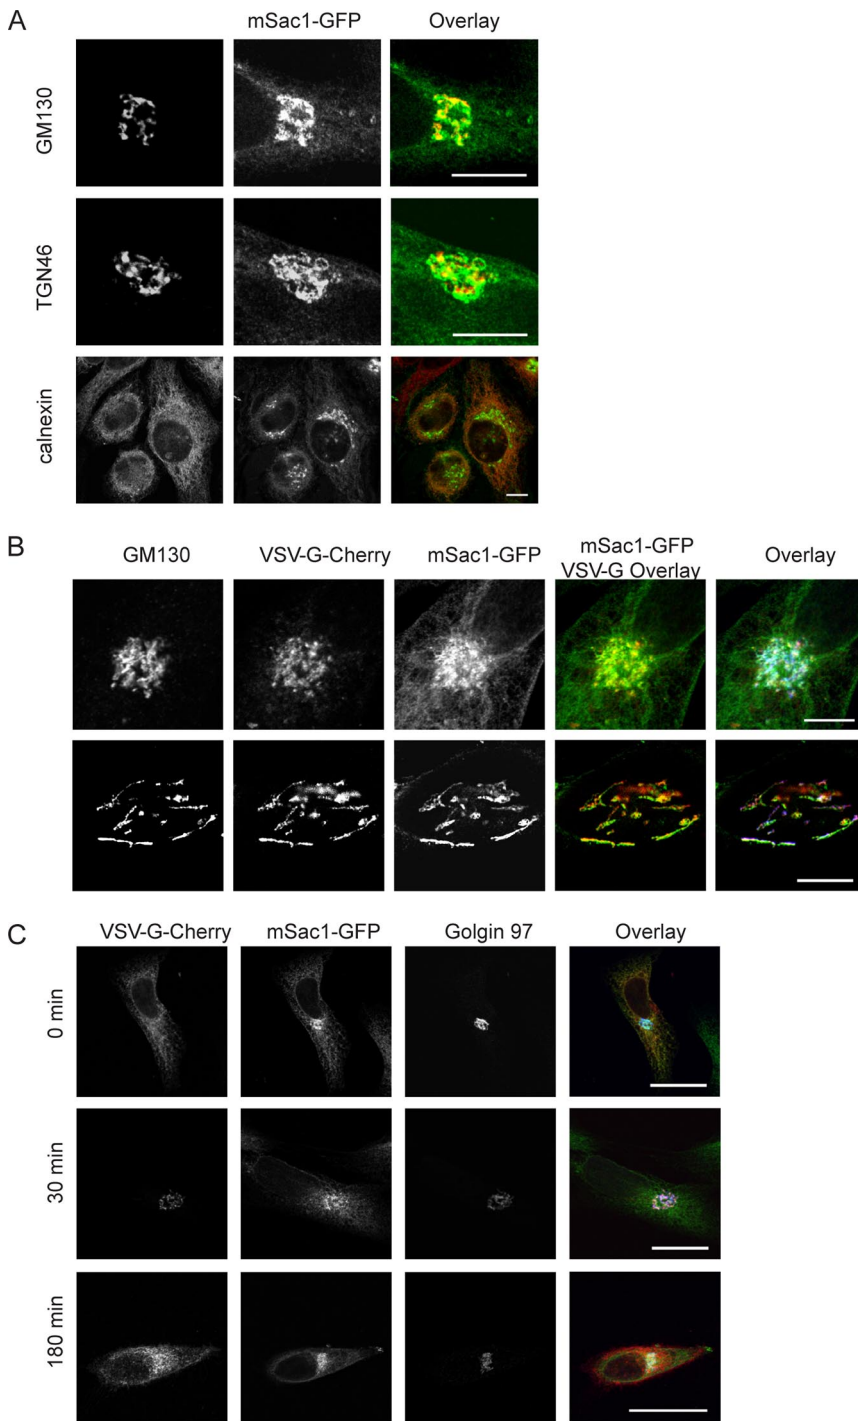 A
mSac1-GFP Overlay
GM130
TGN46
calnexin
B
GM130 VSV-G-Cherry mSac1-GFP mSac1-GFP VSV-G Overlay Overlay
C
VSV-G-Cherry mSac1-GFP Golgin 97 Overlay
0 min
30 min
180 min